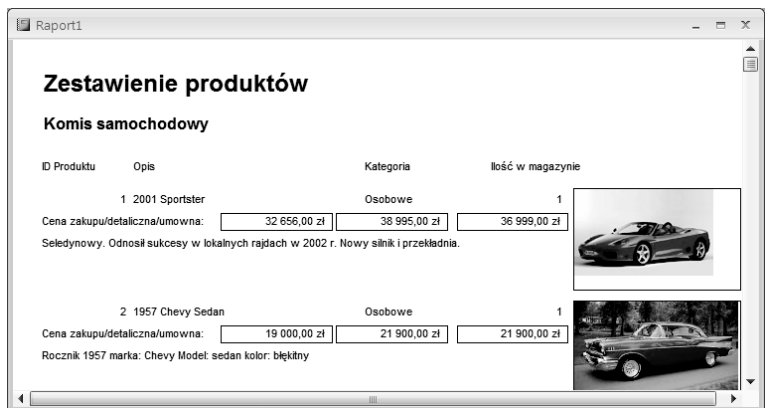 Raport1
Zestawienie produktów
Komis samochodowy
ID Produktu Opis Kategoria Ilość w magazynie
1 2001 Sportster Osobowe 1
Cena zakupu/detaliczna/umowna: 32 656,00 zł 38 995,00 zł 36 999,00 zł
Seledynowy. Odnosił sukcesy w lokalnych rajdach w 2002 r. Nowy silnik i przekładnia.
2 1957 Chevy Sedan Osobowe 1
Cena zakupu/detaliczna/umowna: 19 000,00 zł 21 900,00 zł 21 900,00 zł
Rocznik 1957 marka: Chevy Model: sedan kolor: błękitny